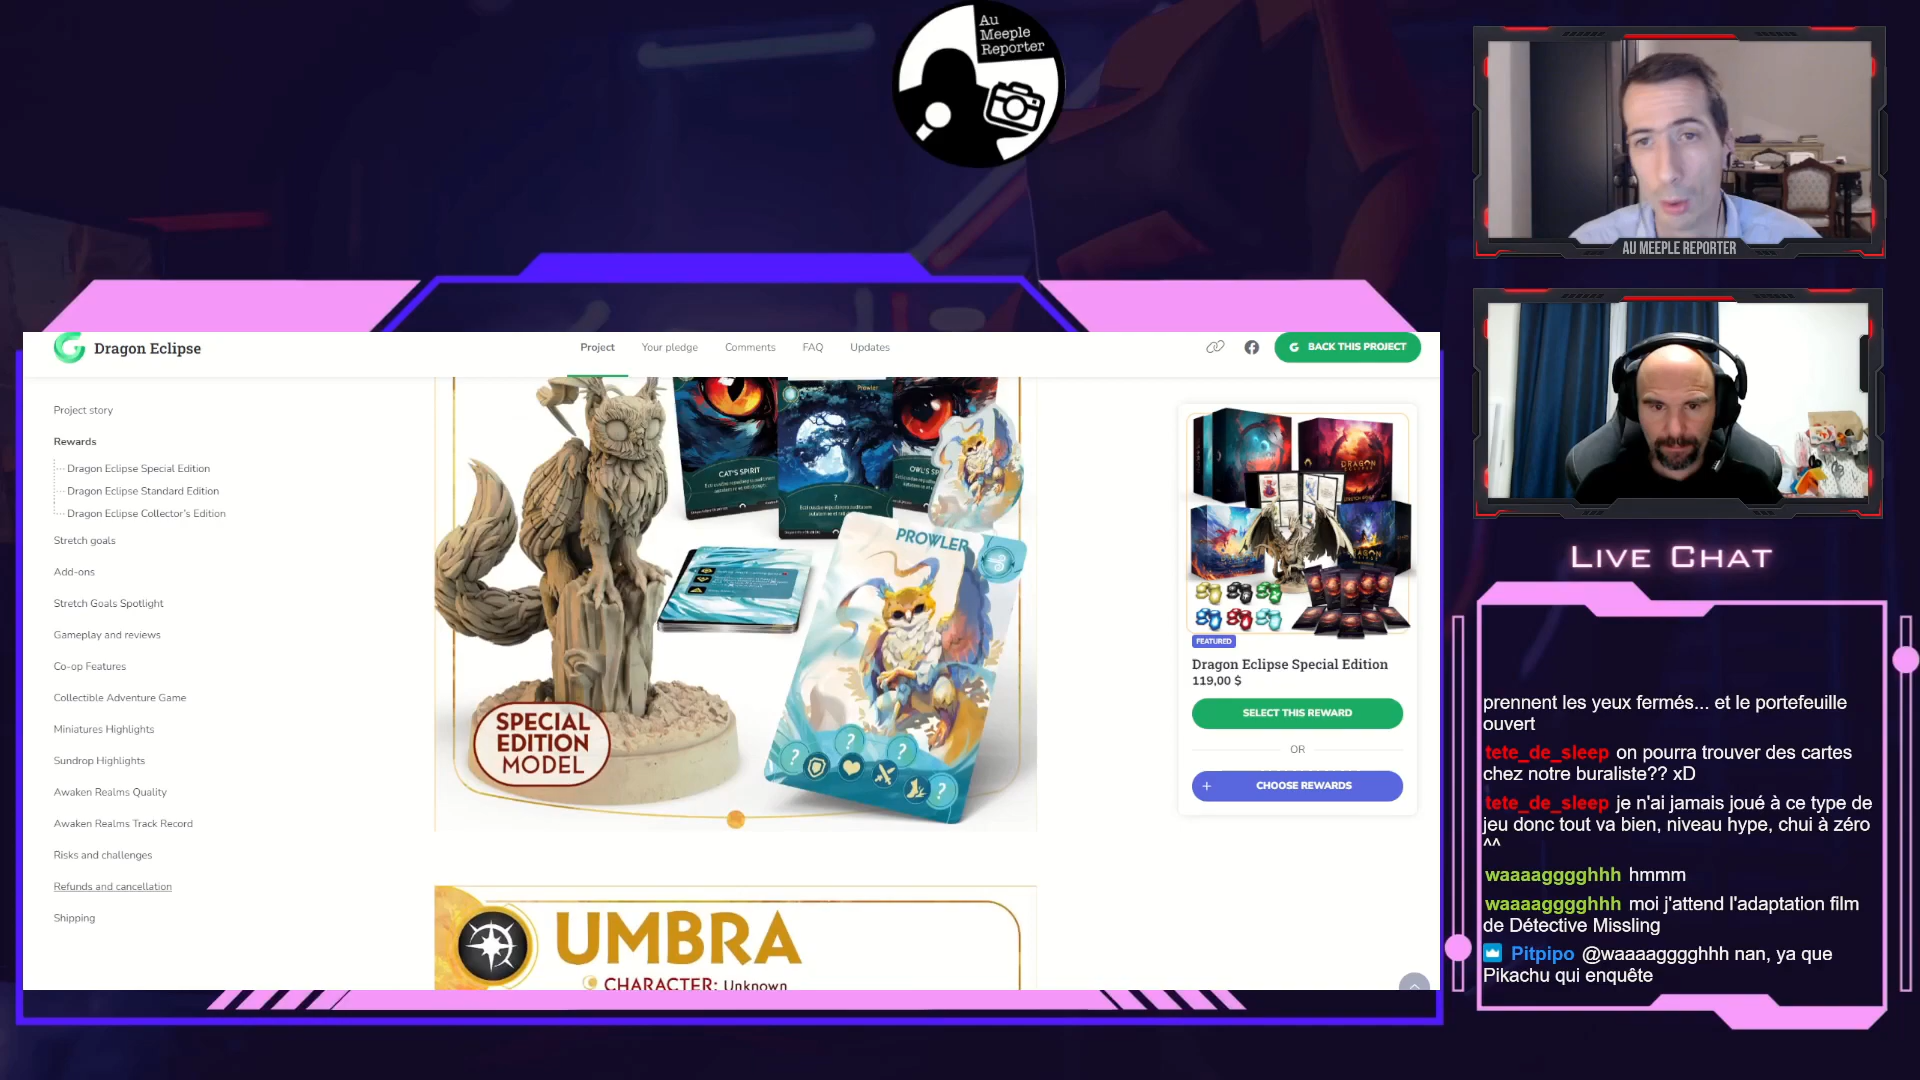 Au
Meeple
Reporter
AU MEEPLE REPORTER
Dragon Eclipse
Project
Your pledge
Comments
FAQ
Updates
BACK THIS PROJECT
Project story
Rewards
Dragon Eclipse Special Edition
Dragon Eclipse Standard Edition
Dragon Eclipse Collector's Edition
Stretch goals
Add-ons
Stretch Goals Spotlight
Gameplay and reviews
Co-op Features
Collectible Adventure Game
Miniatures Highlights
Sundrop Highlights
Awaken Realms Quality
Awaken Realms Track Record
Risks and challenges
Refunds and cancellation
Shipping
Prowler
CAT'S SPIRIT
?
PROWLER
SPECIAL
EDITION
MODEL
? ? ?
?
UMBRA
CHARACTER: Unknown
DRAGON
ECLIPSE
FEATURED
Dragon Eclipse Special Edition
119,00 $
SELECT THIS REWARD
OR
+ CHOOSE REWARDS
LIVE CHAT
prennent les yeux fermés... et le portefeuille
ouvert
tete_de_sleep on pourra trouver des cartes
chez notre buraliste?? xD
tete_de_sleep je n'ai jamais joué à ce type de
jeu donc tout va bien, niveau hype, chui à zéro
^^
waaaagggghhh hmmm
waaaagggghhh moi j'attend l'adaptation film
de Détective Missling
Pitpipo @waaaagggghhh nan, ya que
Pikachu qui enquête